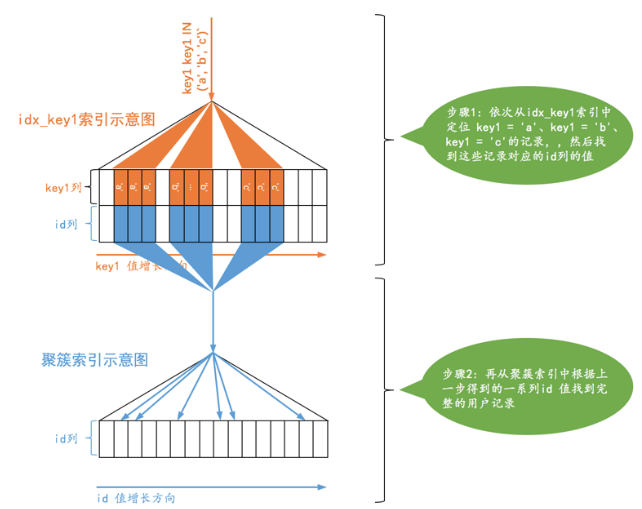 key1 key1 IN
('a', 'b', 'c')`
idx_key1索引示意图
key1列
'a'
'a'
'a'
'b'
...
'b'
'c'
'c'
'c'
id列
key1 值增长方向
步骤1: 依次从idx_key1索引中
定位 key1 = 'a'、key1 = 'b'、
key1 = 'c'的记录, , 然后找
到这些记录对应的id列的值
聚簇索引示意图
id列
id 值增长方向
步骤2: 再从聚簇索引中根据上
一步得到的一系列id 值找到完
整的用户记录